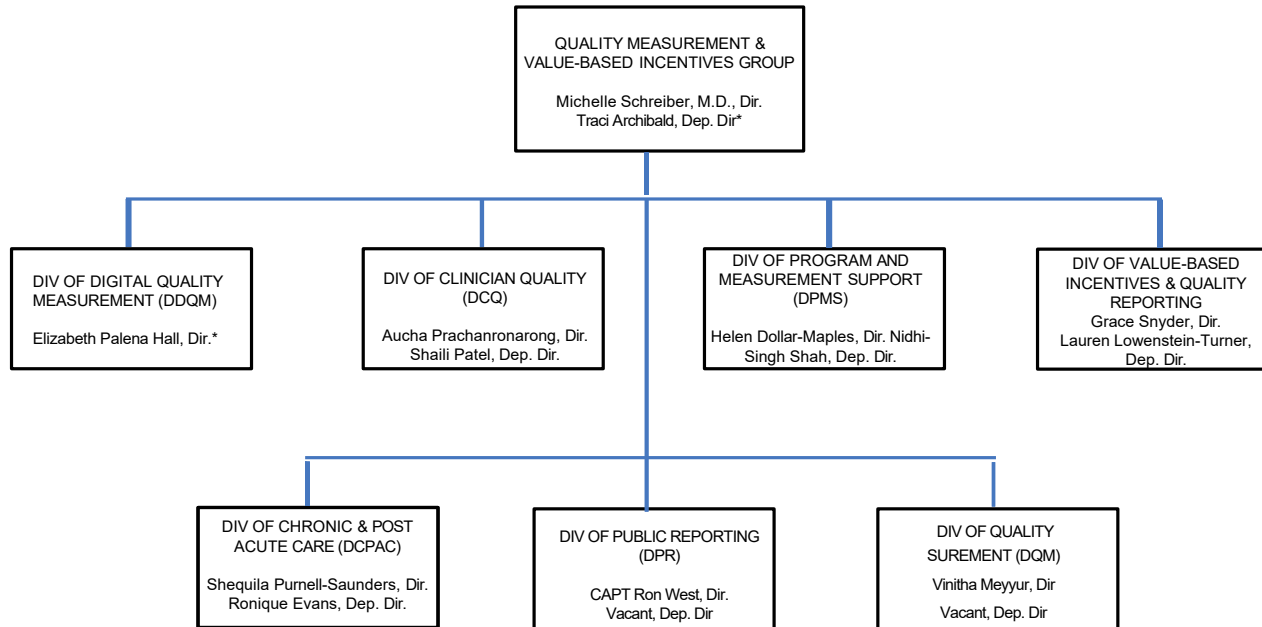 QUALITY MEASUREMENT &
VALUE-BASED INCENTIVES GROUP
Michelle Schreiber, M.D., Dir.
Traci Archibald, Dep. Dir*
DIV OF DIGITAL QUALITY
MEASUREMENT (DDQM)
Elizabeth Palena Hall, Dir.*
DIV OF CLINICIAN QUALITY
(DCQ)
Aucha Prachanronarong, Dir.
Shaili Patel, Dep. Dir.
DIV OF PROGRAM AND
MEASUREMENT SUPPORT
(DPMS)
Helen Dollar-Maples, Dir. Nidhi-
Singh Shah, Dep. Dir.
DIV OF VALUE-BASED
INCENTIVES & QUALITY
REPORTING
Grace Snyder, Dir.
Lauren Lowenstein-Turner,
Dep. Dir.
DIV OF CHRONIC & POST
ACUTE CARE (DCPAC)
Shequila Purnell-Saunders, Dir.
Ronique Evans, Dep. Dir.
DIV OF PUBLIC REPORTING
(DPR)
CAPT Ron West, Dir.
Vacant, Dep. Dir
DIV OF QUALITY
SUREMENT (DQM)
Vinitha Meyyur, Dir
Vacant, Dep. Dir